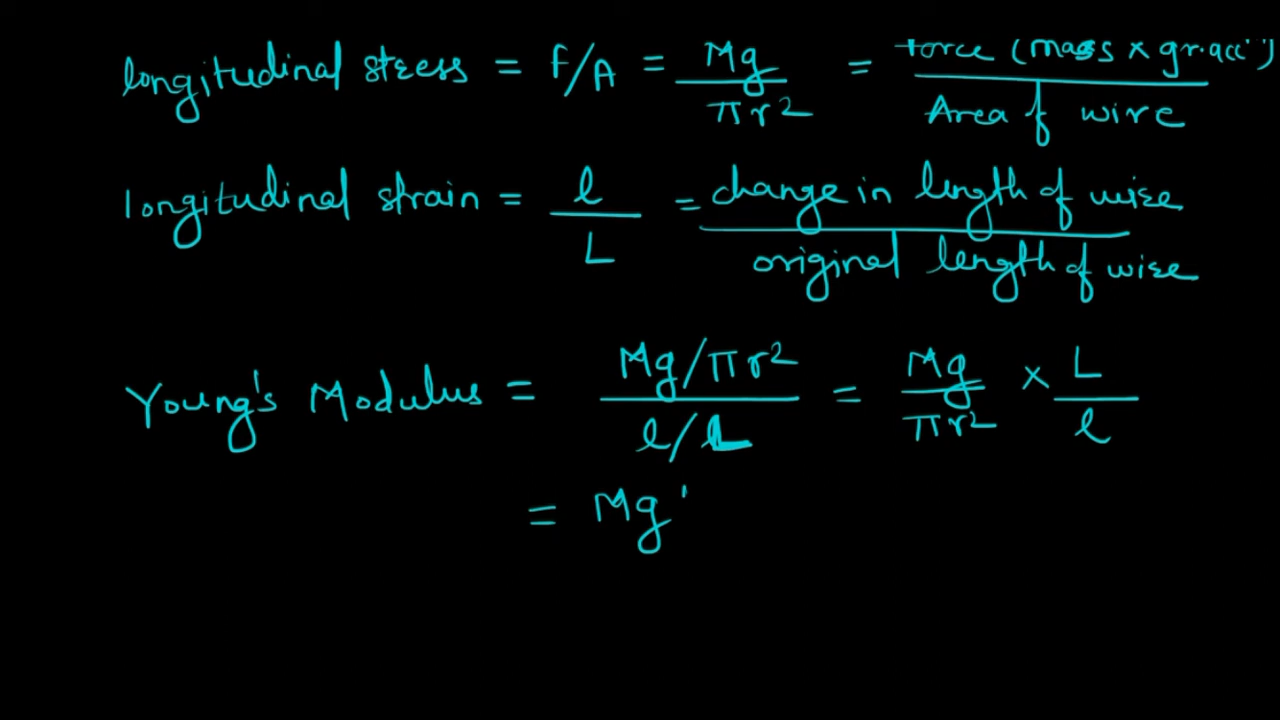 longitudinal stress = F/A = Mg/πr² = force (mass × gr.acc")/Area of wire
longitudinal strain = l/L = change in length of wire/original length of wire
Young's Modulus = Mg/πr²/l/L = Mg/πr² × L/l
= Mg'